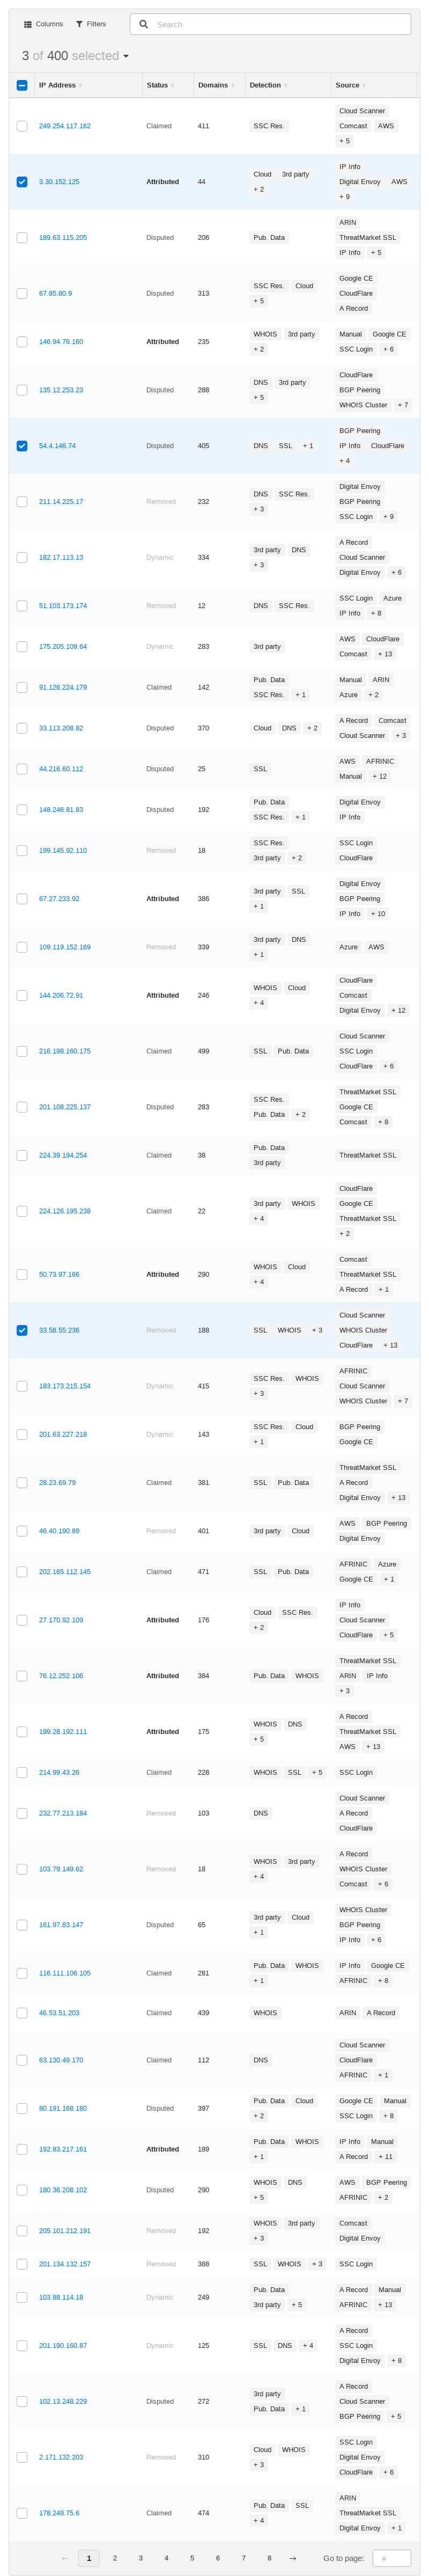 Columns Filters Search
3 of 400 selected
IP Address Status Domains Detection Source
249.254.117.162 Claimed 411 SSC Res. Cloud Scanner Comcast AWS + 5
3.30.152.125 Attributed 44 Cloud 3rd party + 2 IP Info Digital Envoy AWS + 9
189.63.115.205 Disputed 206 Pub. Data ARIN ThreatMarket SSL IP Info + 5
67.85.80.9 Disputed 313 SSC Res. Cloud + 5 Google CE CloudFlare A Record
146.94.76.160 Attributed 235 WHOIS 3rd party + 2 Manual Google CE SSC Login + 6
135.12.253.23 Disputed 288 DNS 3rd party + 5 CloudFlare BGP Peering WHOIS Cluster + 7
54.4.146.74 Disputed 405 DNS SSL + 1 BGP Peering IP Info CloudFlare + 4
211.14.225.17 Removed 232 DNS SSC Res. + 3 Digital Envoy BGP Peering SSC Login + 9
182.17.113.13 Dynamic 334 3rd party DNS + 3 A Record Cloud Scanner Digital Envoy + 6
51.103.173.174 Removed 12 DNS SSC Res. SSC Login Azure IP Info + 8
175.205.109.64 Dynamic 283 3rd party AWS CloudFlare Comcast + 13
91.126.224.179 Claimed 142 Pub. Data SSC Res. + 1 Manual ARIN Azure + 2
33.113.208.82 Disputed 370 Cloud DNS + 2 A Record Comcast Cloud Scanner + 3
44.216.60.112 Disputed 25 SSL AWS AFRINIC Manual + 12
148.246.81.83 Disputed 192 Pub. Data SSC Res. + 1 Digital Envoy IP Info
199.145.92.110 Removed 18 SSC Res. 3rd party + 2 SSC Login CloudFlare
67.27.233.92 Attributed 386 3rd party SSL + 1 Digital Envoy BGP Peering IP Info + 10
109.119.152.169 Removed 339 3rd party DNS + 1 Azure AWS
144.206.72.91 Attributed 246 WHOIS Cloud + 4 CloudFlare Comcast Digital Envoy + 12
216.198.160.175 Claimed 499 SSL Pub. Data Cloud Scanner SSC Login CloudFlare + 6
201.108.225.137 Disputed 283 SSC Res. Pub. Data + 2 ThreatMarket SSL Google CE Comcast + 8
224.39.194.254 Claimed 38 Pub. Data 3rd party ThreatMarket SSL
224.126.195.238 Claimed 22 3rd party WHOIS + 4 CloudFlare Google CE ThreatMarket SSL + 2
50.73.97.166 Attributed 290 WHOIS Cloud + 4 Comcast ThreatMarket SSL A Record + 1
33.58.55.236 Removed 188 SSL WHOIS + 3 Cloud Scanner WHOIS Cluster CloudFlare + 13
183.173.215.154 Dynamic 415 SSC Res. WHOIS + 3 AFRINIC Cloud Scanner WHOIS Cluster + 7
201.63.227.218 Dynamic 143 SSC Res. Cloud + 1 BGP Peering Google CE
28.23.69.79 Claimed 381 SSL Pub. Data ThreatMarket SSL A Record Digital Envoy + 13
46.40.190.89 Removed 401 3rd party Cloud AWS BGP Peering Digital Envoy
202.165.112.145 Claimed 471 SSL Pub. Data AFRINIC Azure Google CE + 1
27.170.92.109 Attributed 176 Cloud SSC Res. + 2 IP Info Cloud Scanner CloudFlare + 5
76.12.252.106 Attributed 384 Pub. Data WHOIS ThreatMarket SSL ARIN IP Info + 3
199.28.192.111 Attributed 175 WHOIS DNS + 5 A Record ThreatMarket SSL AWS + 13
214.99.43.26 Claimed 228 WHOIS SSL + 5 SSC Login
232.77.213.184 Removed 103 DNS Cloud Scanner A Record CloudFlare
103.79.149.62 Removed 18 WHOIS 3rd party + 4 A Record WHOIS Cluster Comcast + 6
161.97.83.147 Disputed 65 3rd party Cloud + 1 WHOIS Cluster BGP Peering IP Info + 6
116.111.106.105 Claimed 281 Pub. Data WHOIS + 1 IP Info Google CE AFRINIC + 8
46.53.51.203 Claimed 439 WHOIS ARIN A Record
63.130.49.170 Claimed 112 DNS Cloud Scanner CloudFlare AFRINIC + 1
80.191.168.180 Disputed 397 Pub. Data Cloud + 2 Google CE Manual SSC Login + 8
192.83.217.161 Attributed 189 Pub. Data WHOIS + 1 IP Info Manual A Record + 11
180.36.208.102 Disputed 290 WHOIS DNS + 5 AWS BGP Peering AFRINIC + 2
205.101.212.191 Removed 192 WHOIS 3rd party + 3 Comcast Digital Envoy
201.134.132.157 Removed 388 SSL WHOIS + 3 SSC Login
103.88.114.18 Dynamic 249 Pub. Data 3rd party + 5 A Record Manual AFRINIC + 13
201.190.160.87 Dynamic 125 SSL DNS + 4 A Record SSC Login Digital Envoy + 8
102.13.248.229 Disputed 272 3rd party Pub. Data + 1 A Record Cloud Scanner BGP Peering + 5
2.171.132.203 Removed 310 Cloud WHOIS + 3 SSC Login Digital Envoy CloudFlare + 6
178.249.75.6 Claimed 474 Pub. Data SSL + 4 ARIN ThreatMarket SSL Digital Envoy + 1
← 1 2 3 4 5 6 7 8 → Go to page: #